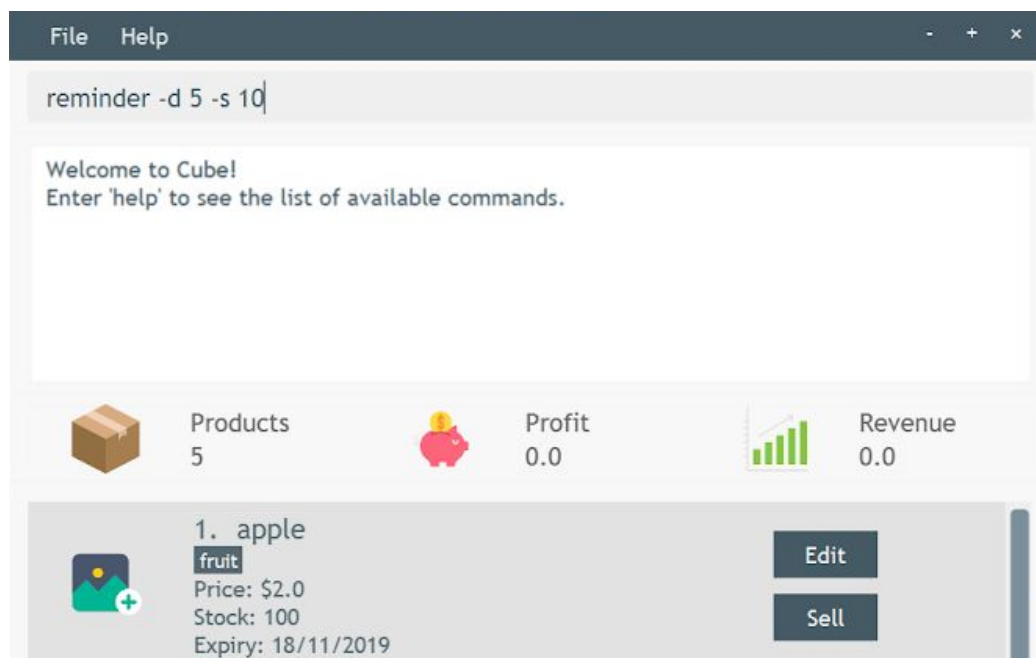 File Help - + ×
reminder -d 5 -s 10
Welcome to Cube!
Enter 'help' to see the list of available commands.
Products
5
Profit
0.0
Revenue
0.0
1. apple
fruit
Price: $2.0
Stock: 100
Expiry: 18/11/2019
Edit
Sell